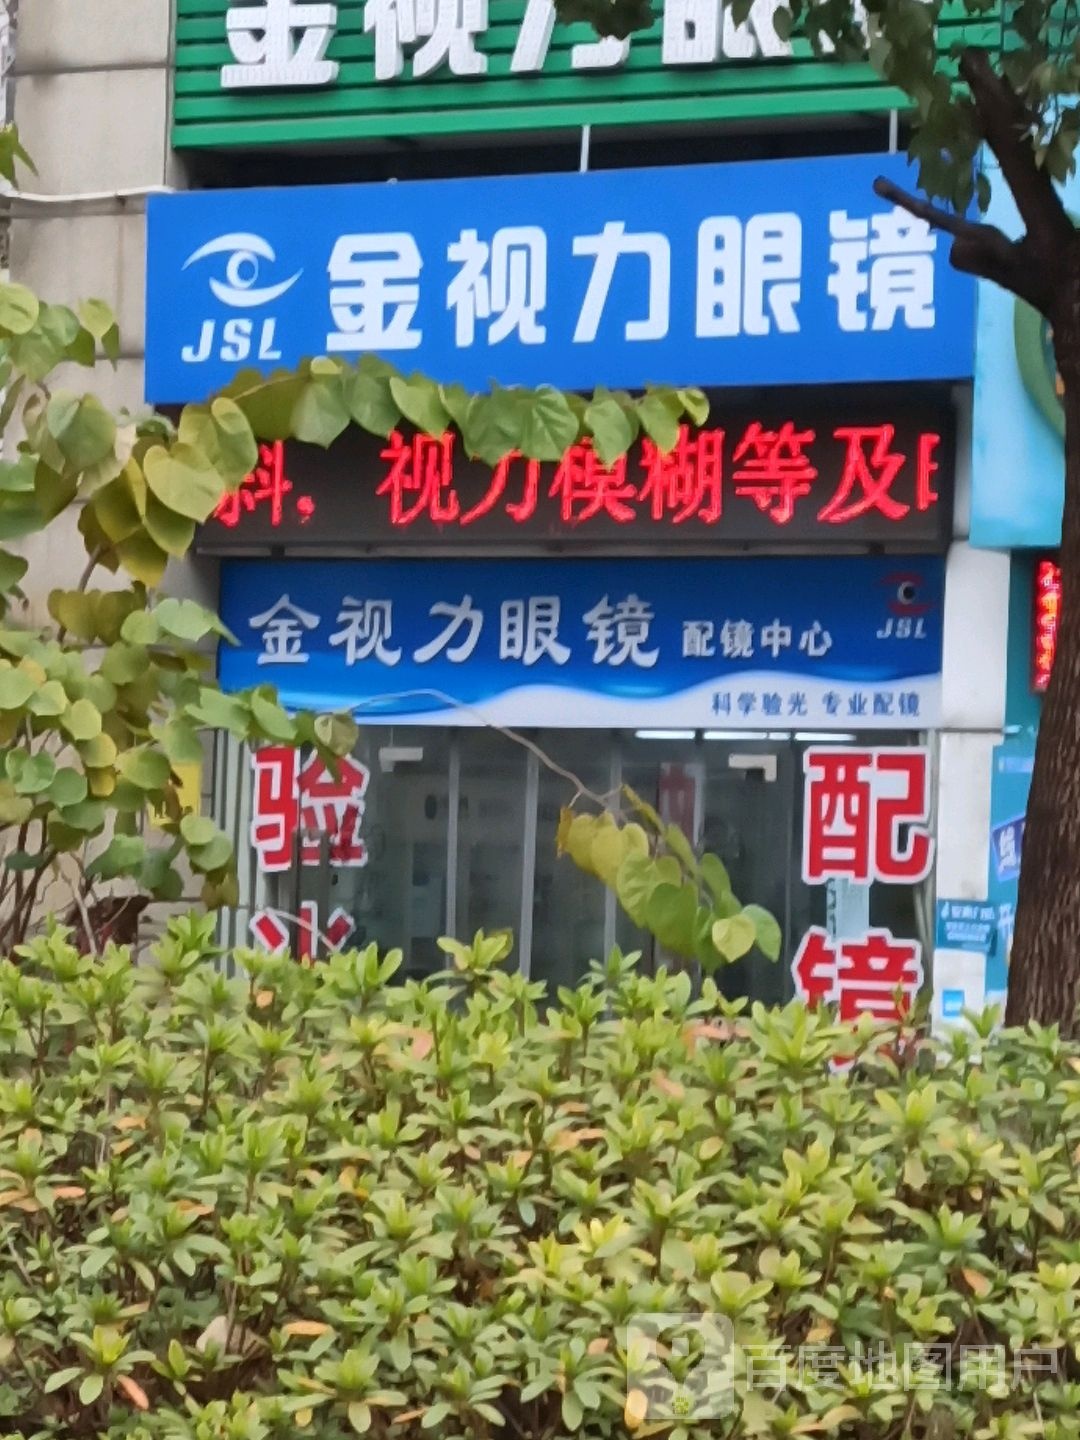 金视力眼
金视力眼镜
JSL
斜，视力模糊等及
金视力眼镜 配镜中心
JSL
科学验光 专业配镜
验光
配镜
百度地图用户